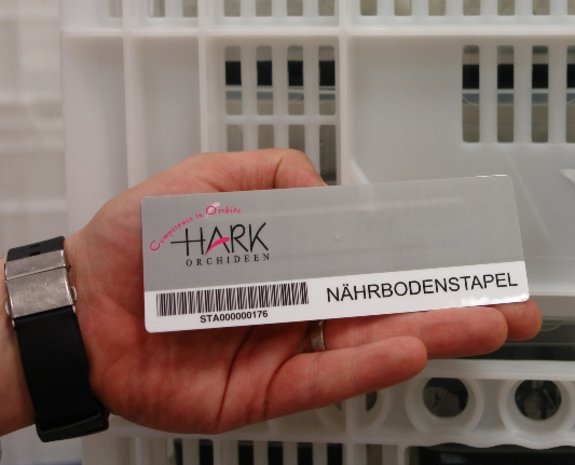 Competence in Orchids
HARK
ORCHIDEEN
STA000000176
NÄHRBODENSTAPEL